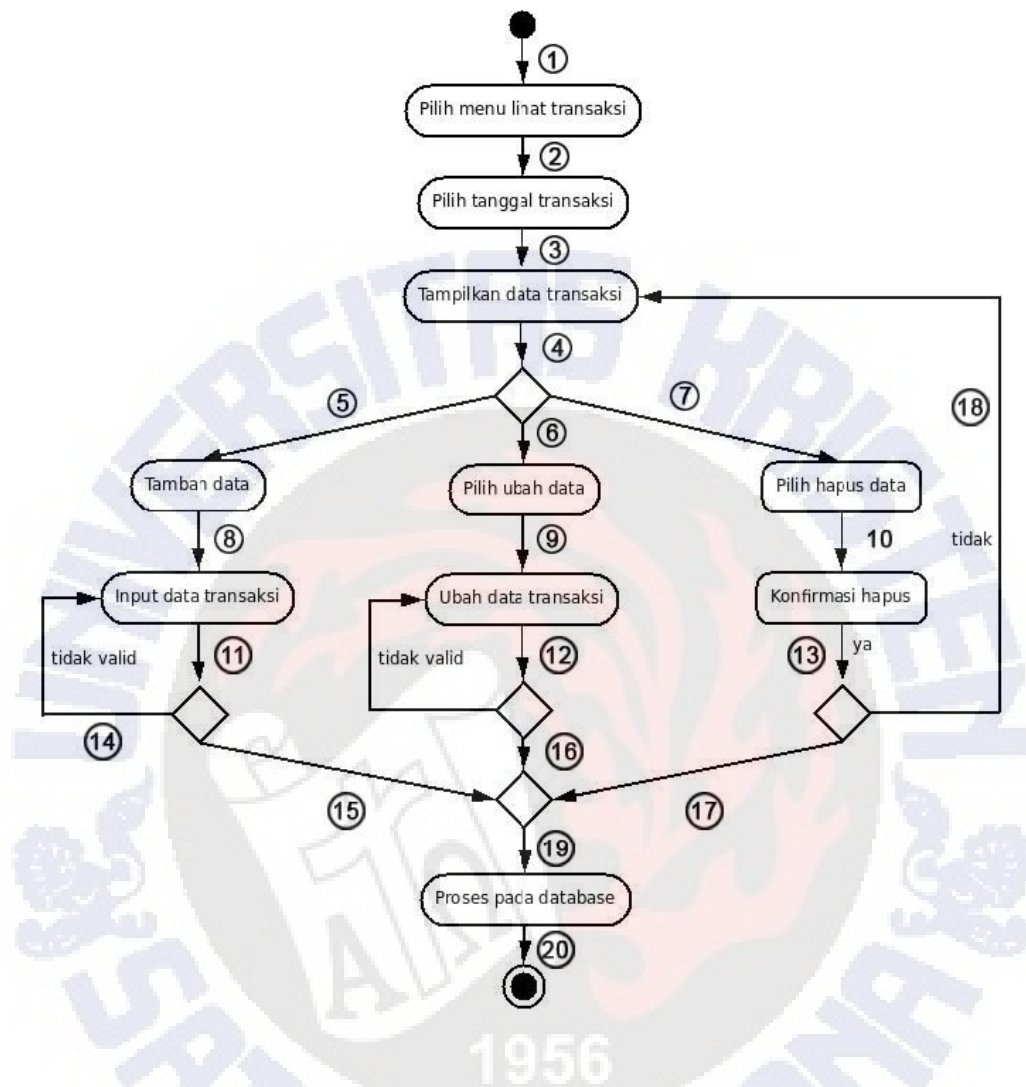 ①
Pilih menu lihat transaksi
②
Pilih tanggal transaksi
③
Tampilkan data transaksi
④
⑤
⑥
⑦
⑱
Tambah data
Pilih ubah data
Pilih hapus data
⑧
⑨
10
tidak
Input data transaksi
Ubah data transaksi
Konfirmasi hapus
tidak valid
⑪
tidak valid
⑫
⑬
ya
⑭
⑯
⑮
⑰
⑲
Proses pada database
⑳
UNIVERSITAS KRISTEN
1956